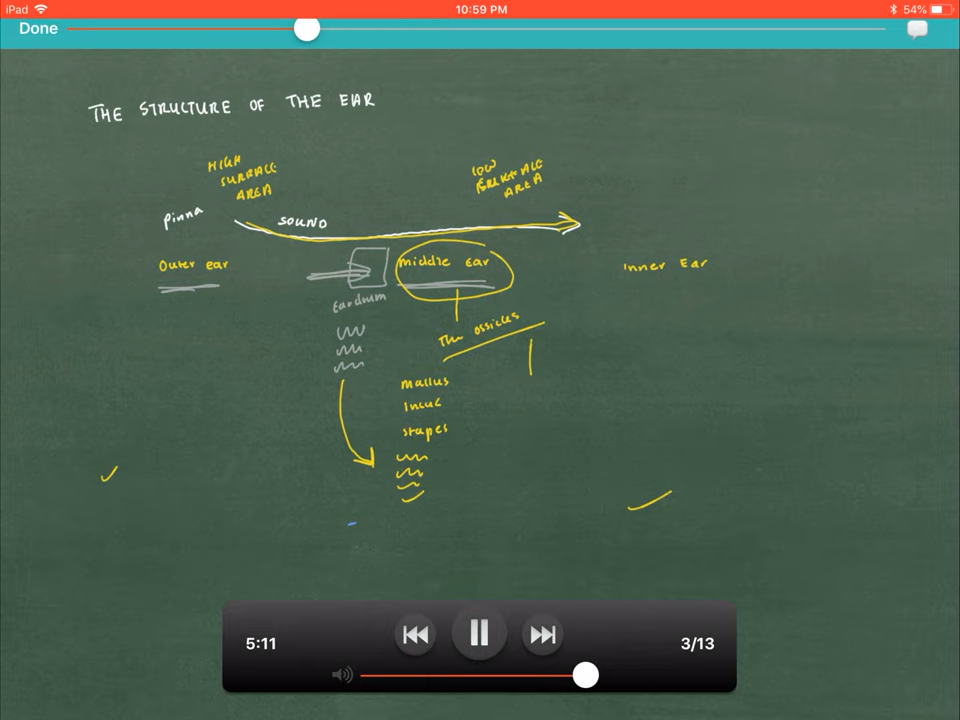 iPad 10:59 PM 54%
Done
THE STRUCTURE OF THE EAR
HIGH
SURFACE
AREA
LOW
AREA
Pinna
SOUND
Outer ear
middle Ear
Inner Ear
Eardrum
The ossicles
mallus
Incus
stapes
5:11
3/13